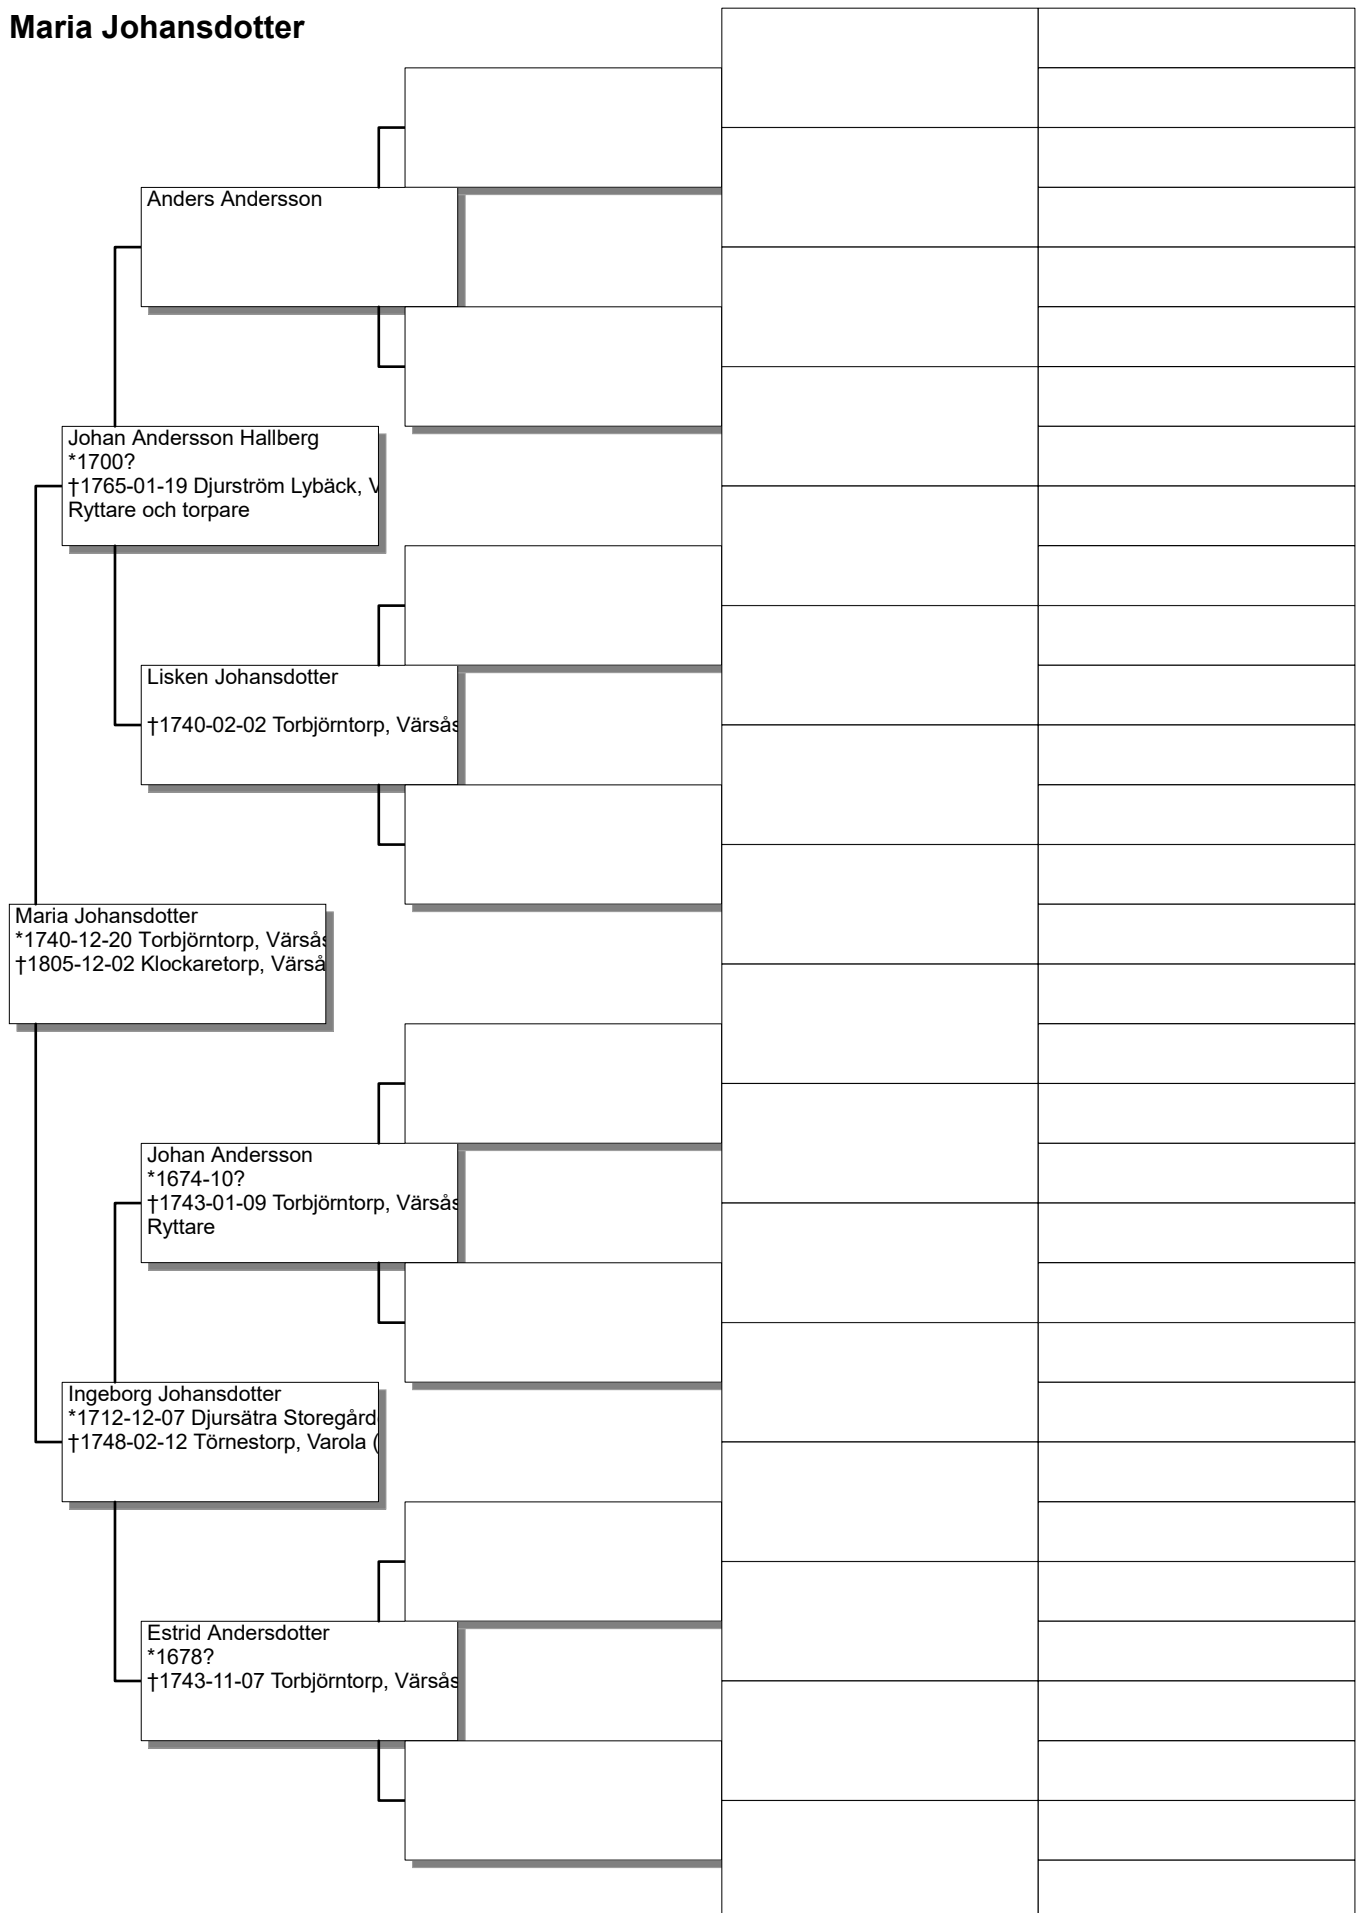 Maria Johansdotter
Anders Andersson
Johan Andersson Hallberg
*1700?
†1765-01-19 Djurström Lybäck, V
Ryttare och torpare
Lisken Johansdotter
†1740-02-02 Torbjörntorp, Värsås
Maria Johansdotter
*1740-12-20 Torbjörntorp, Värsås
†1805-12-02 Klockaretorp, Värså
Johan Andersson
*1674-10?
†1743-01-09 Torbjörntorp, Värsås
Ryttare
Ingeborg Johansdotter
*1712-12-07 Djursätra Storegård
†1748-02-12 Törnestorp, Varola (
Estrid Andersdotter
*1678?
†1743-11-07 Torbjörntorp, Värsås